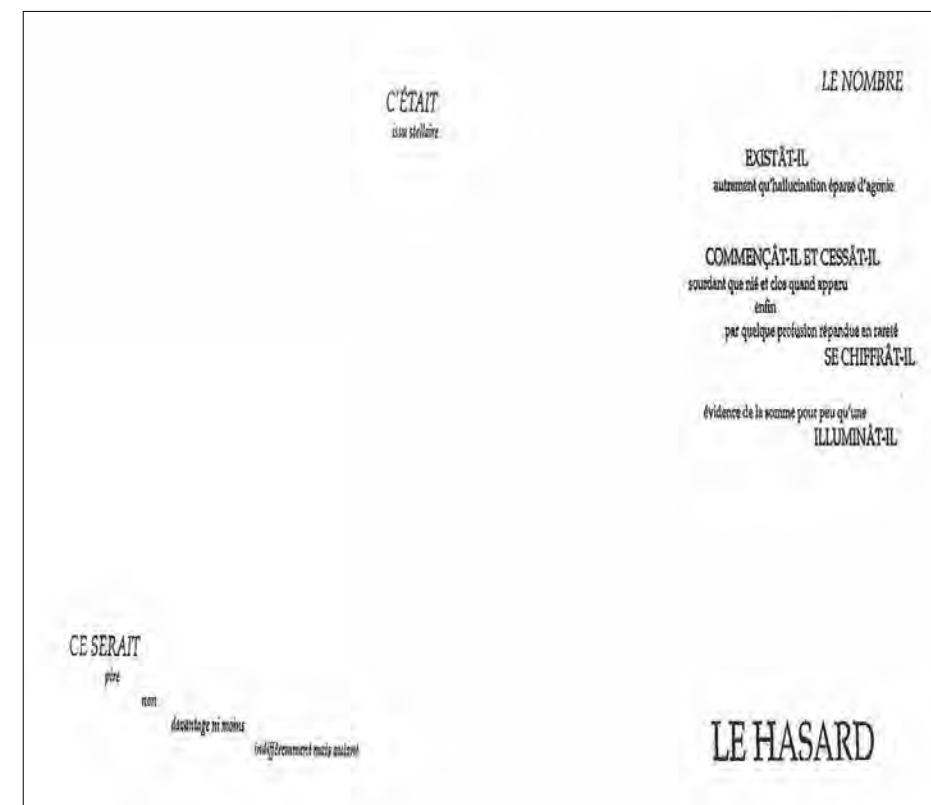 C'ÉTAIT
issu stellaire
CE SERAIT
pire
non
davantage ni moins
indifféremment mais autant
LE NOMBRE
EXISTÂT-IL
autrement qu'hallucination éparse d'agonie
COMMENÇÂT-IL ET CESSÂT-IL
sourdant que nié et clos quand apparu
enfin
par quelque profusion répandue en rareté
SE CHIFFRÂT-IL
évidence de la somme pour peu qu'une
ILLUMINÂT-IL
LE HASARD